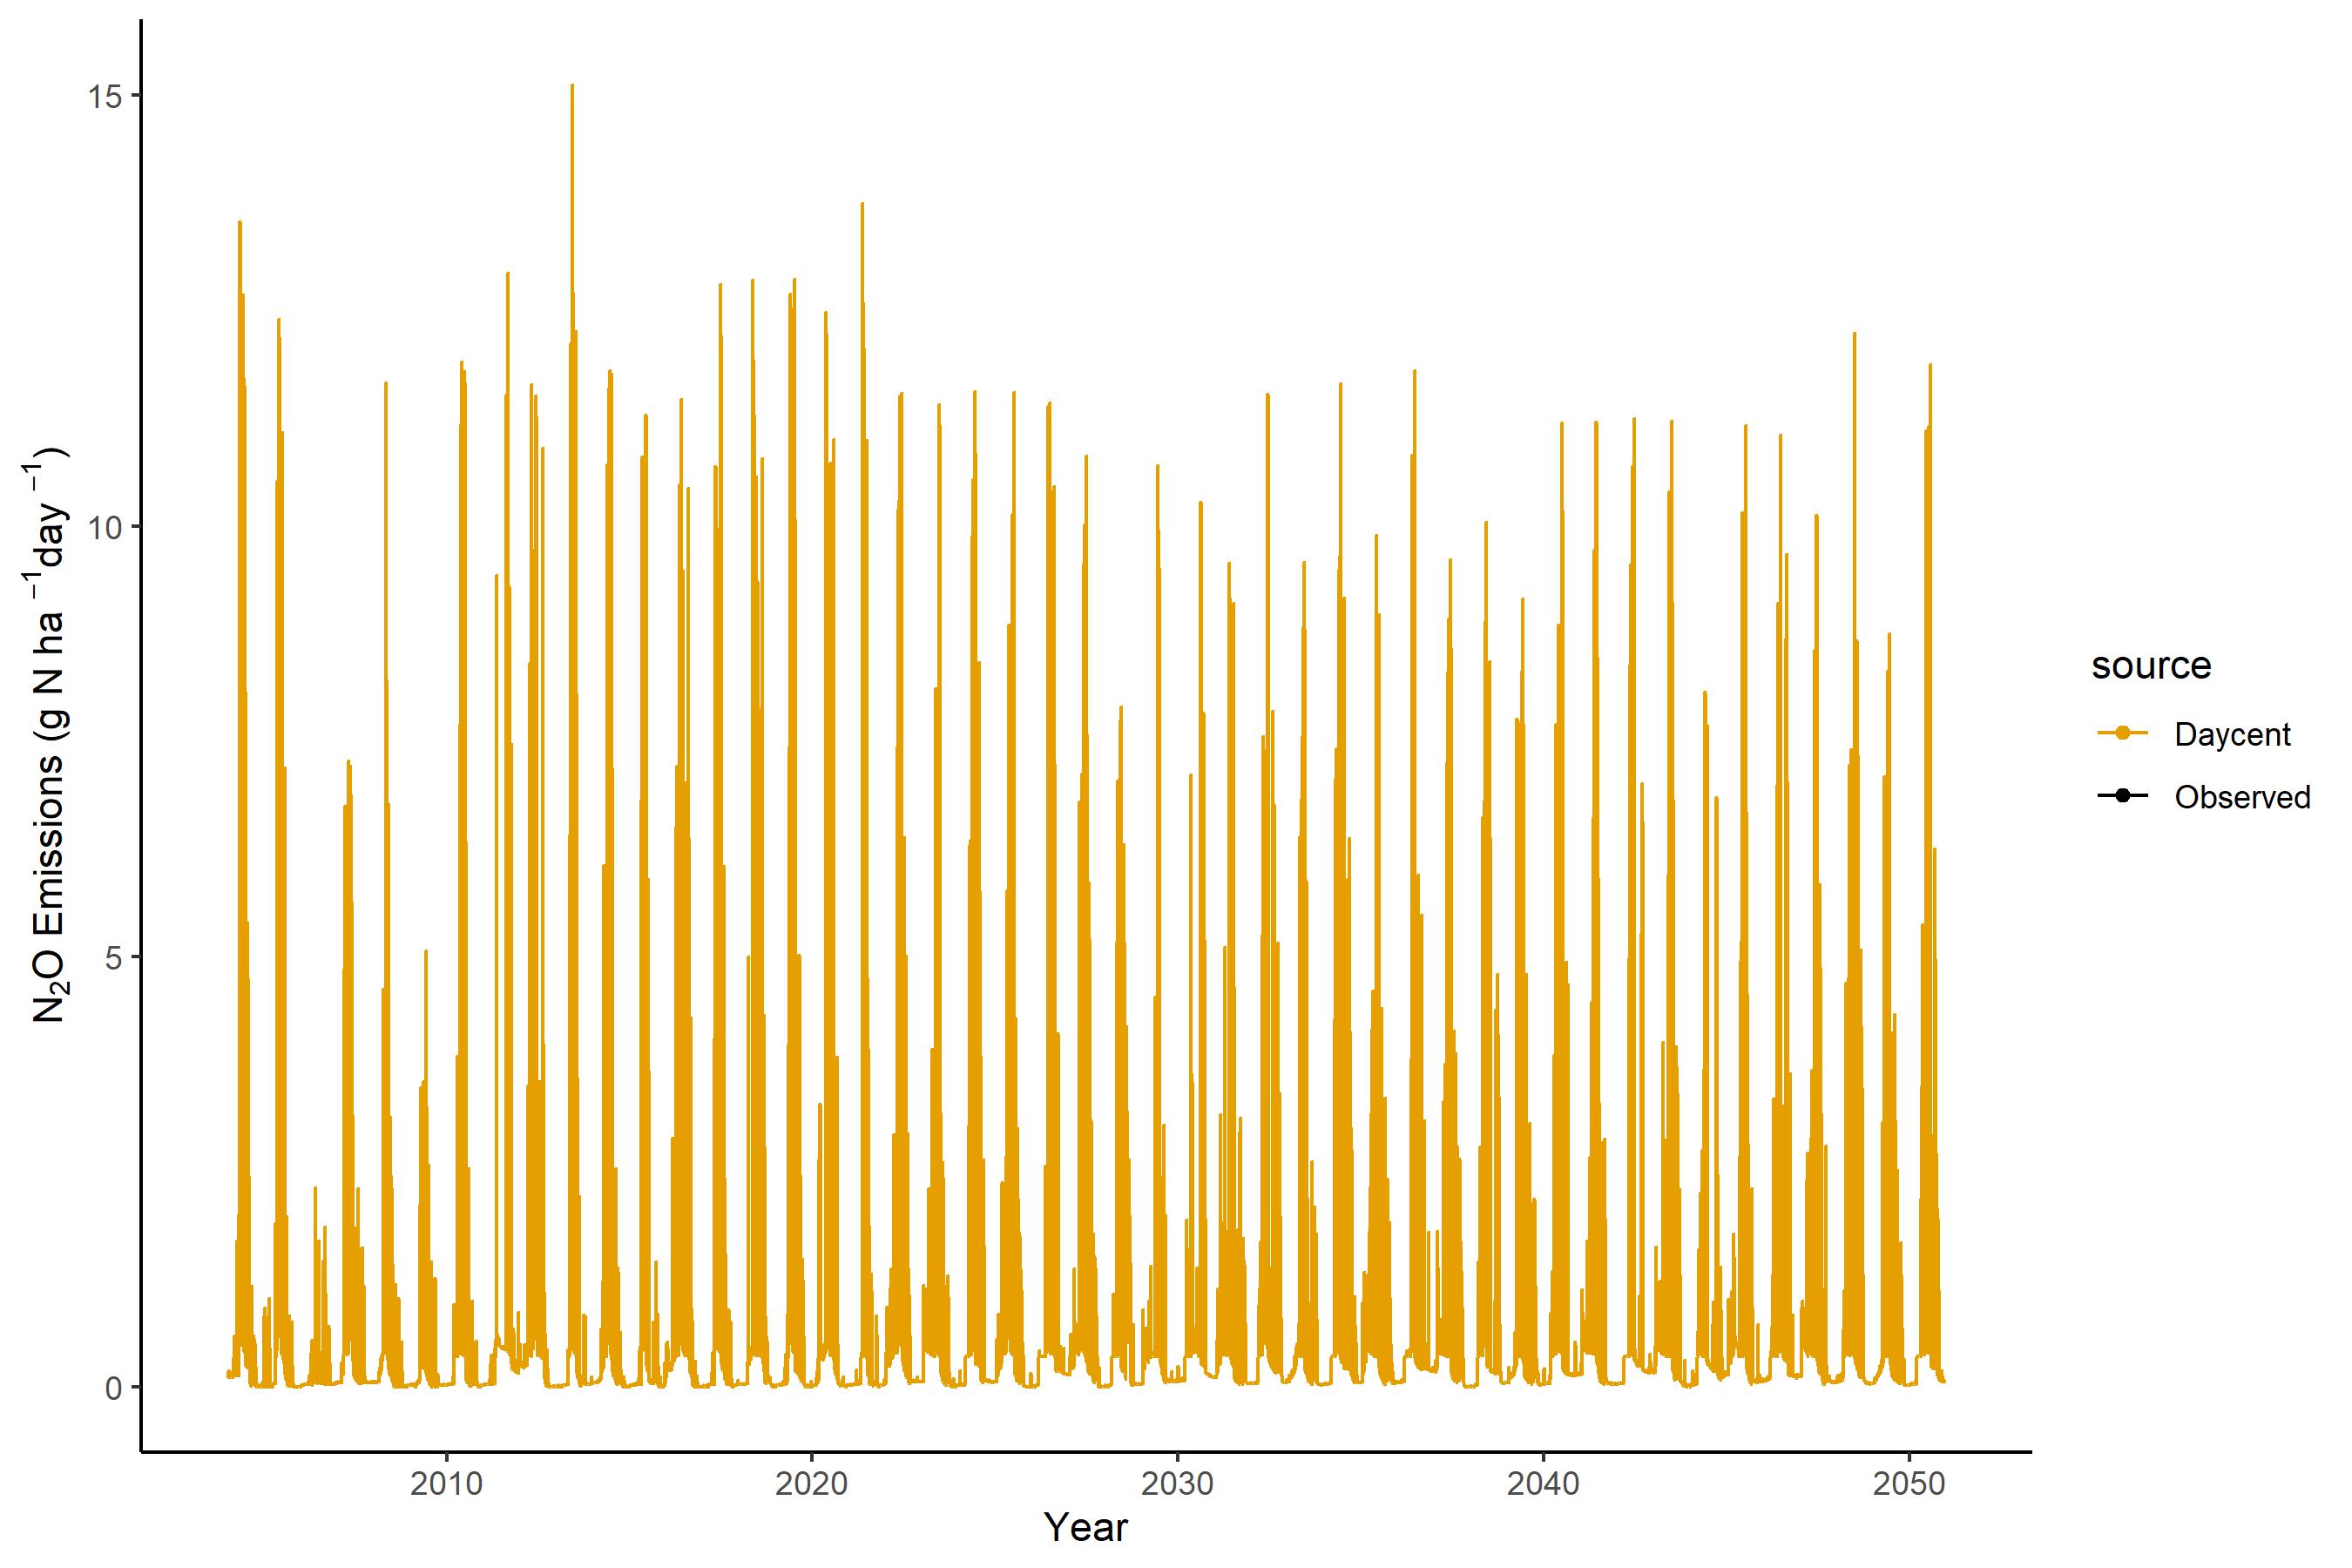 15
10
5
0
N₂O Emissions (g N ha ⁻¹day ⁻¹)
2010 2020 2030 2040 2050
Year
source
Daycent
Observed